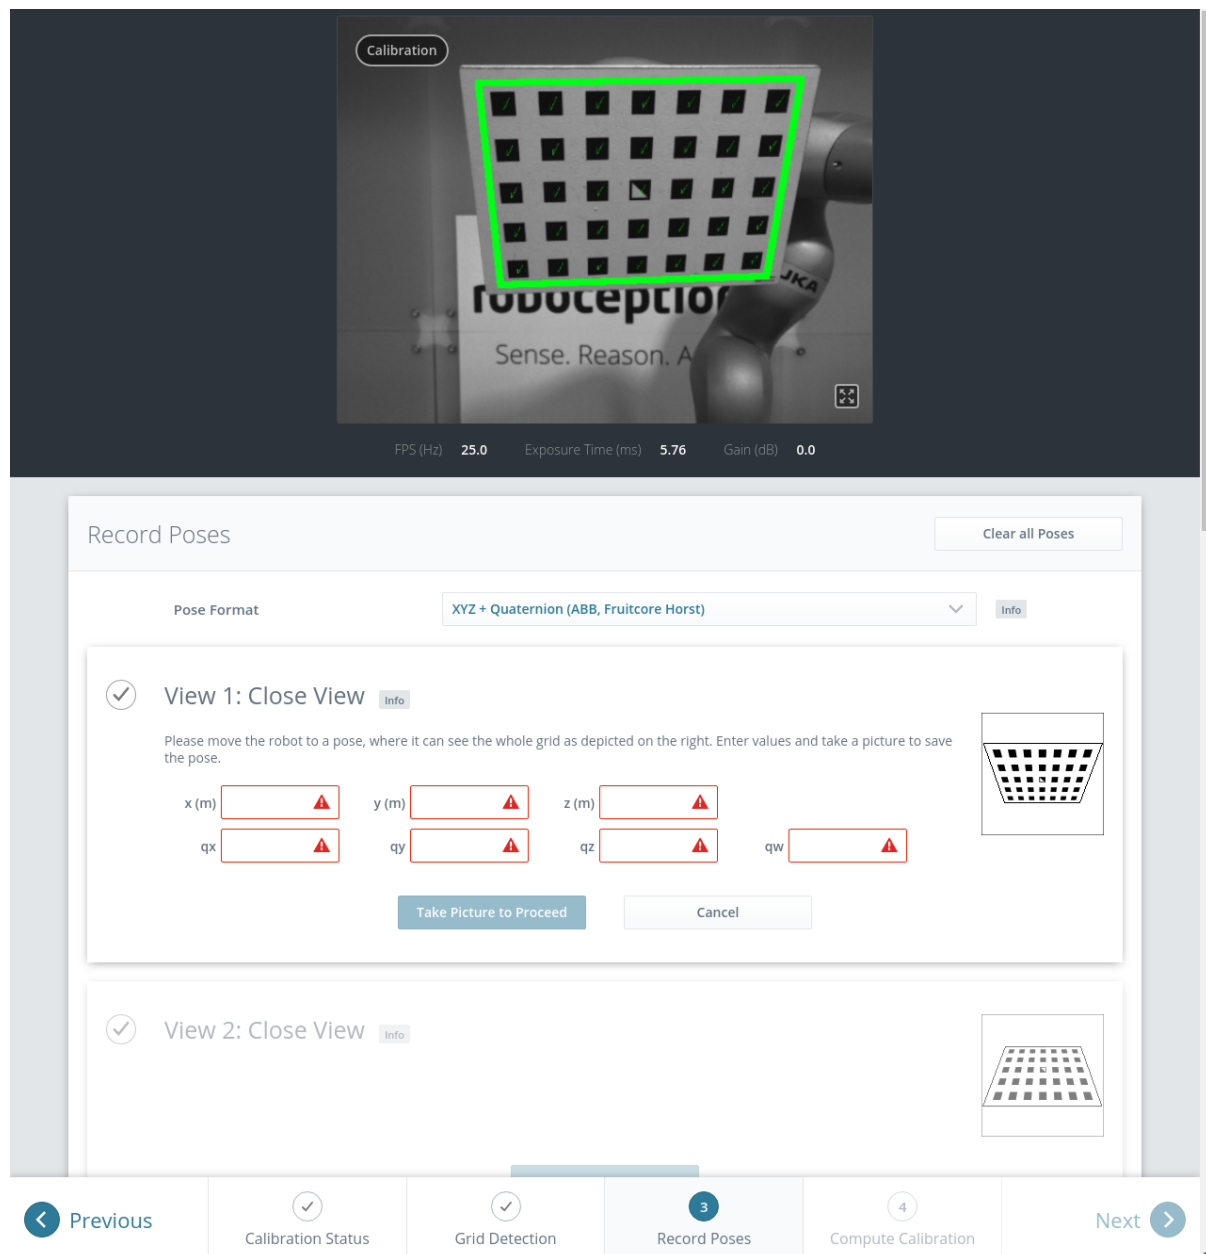 Calibration
roboception
Sense. Reason. A
FPS (Hz) 25.0 Exposure Time (ms) 5.76 Gain (dB) 0.0
Record Poses
Clear all Poses
Pose Format
XYZ + Quaternion (ABB, Fruitcore Horst)
Info
View 1: Close View
Info
Please move the robot to a pose, where it can see the whole grid as depicted on the right. Enter values and take a picture to save
the pose.
x (m) y (m) z (m)
qx qy qz qw
Take Picture to Proceed
Cancel
View 2: Close View
Info
Previous
Calibration Status
Grid Detection
3
Record Poses
4
Compute Calibration
Next